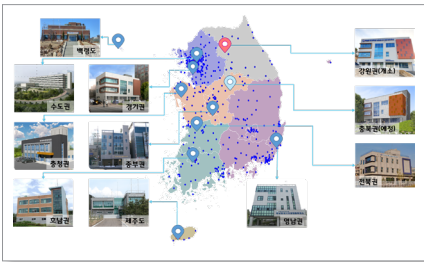 백령도
수도권
경기권
강원권(개소)
충북권(예정)
충청권
중부권
전북권
호남권
제주도
영남권